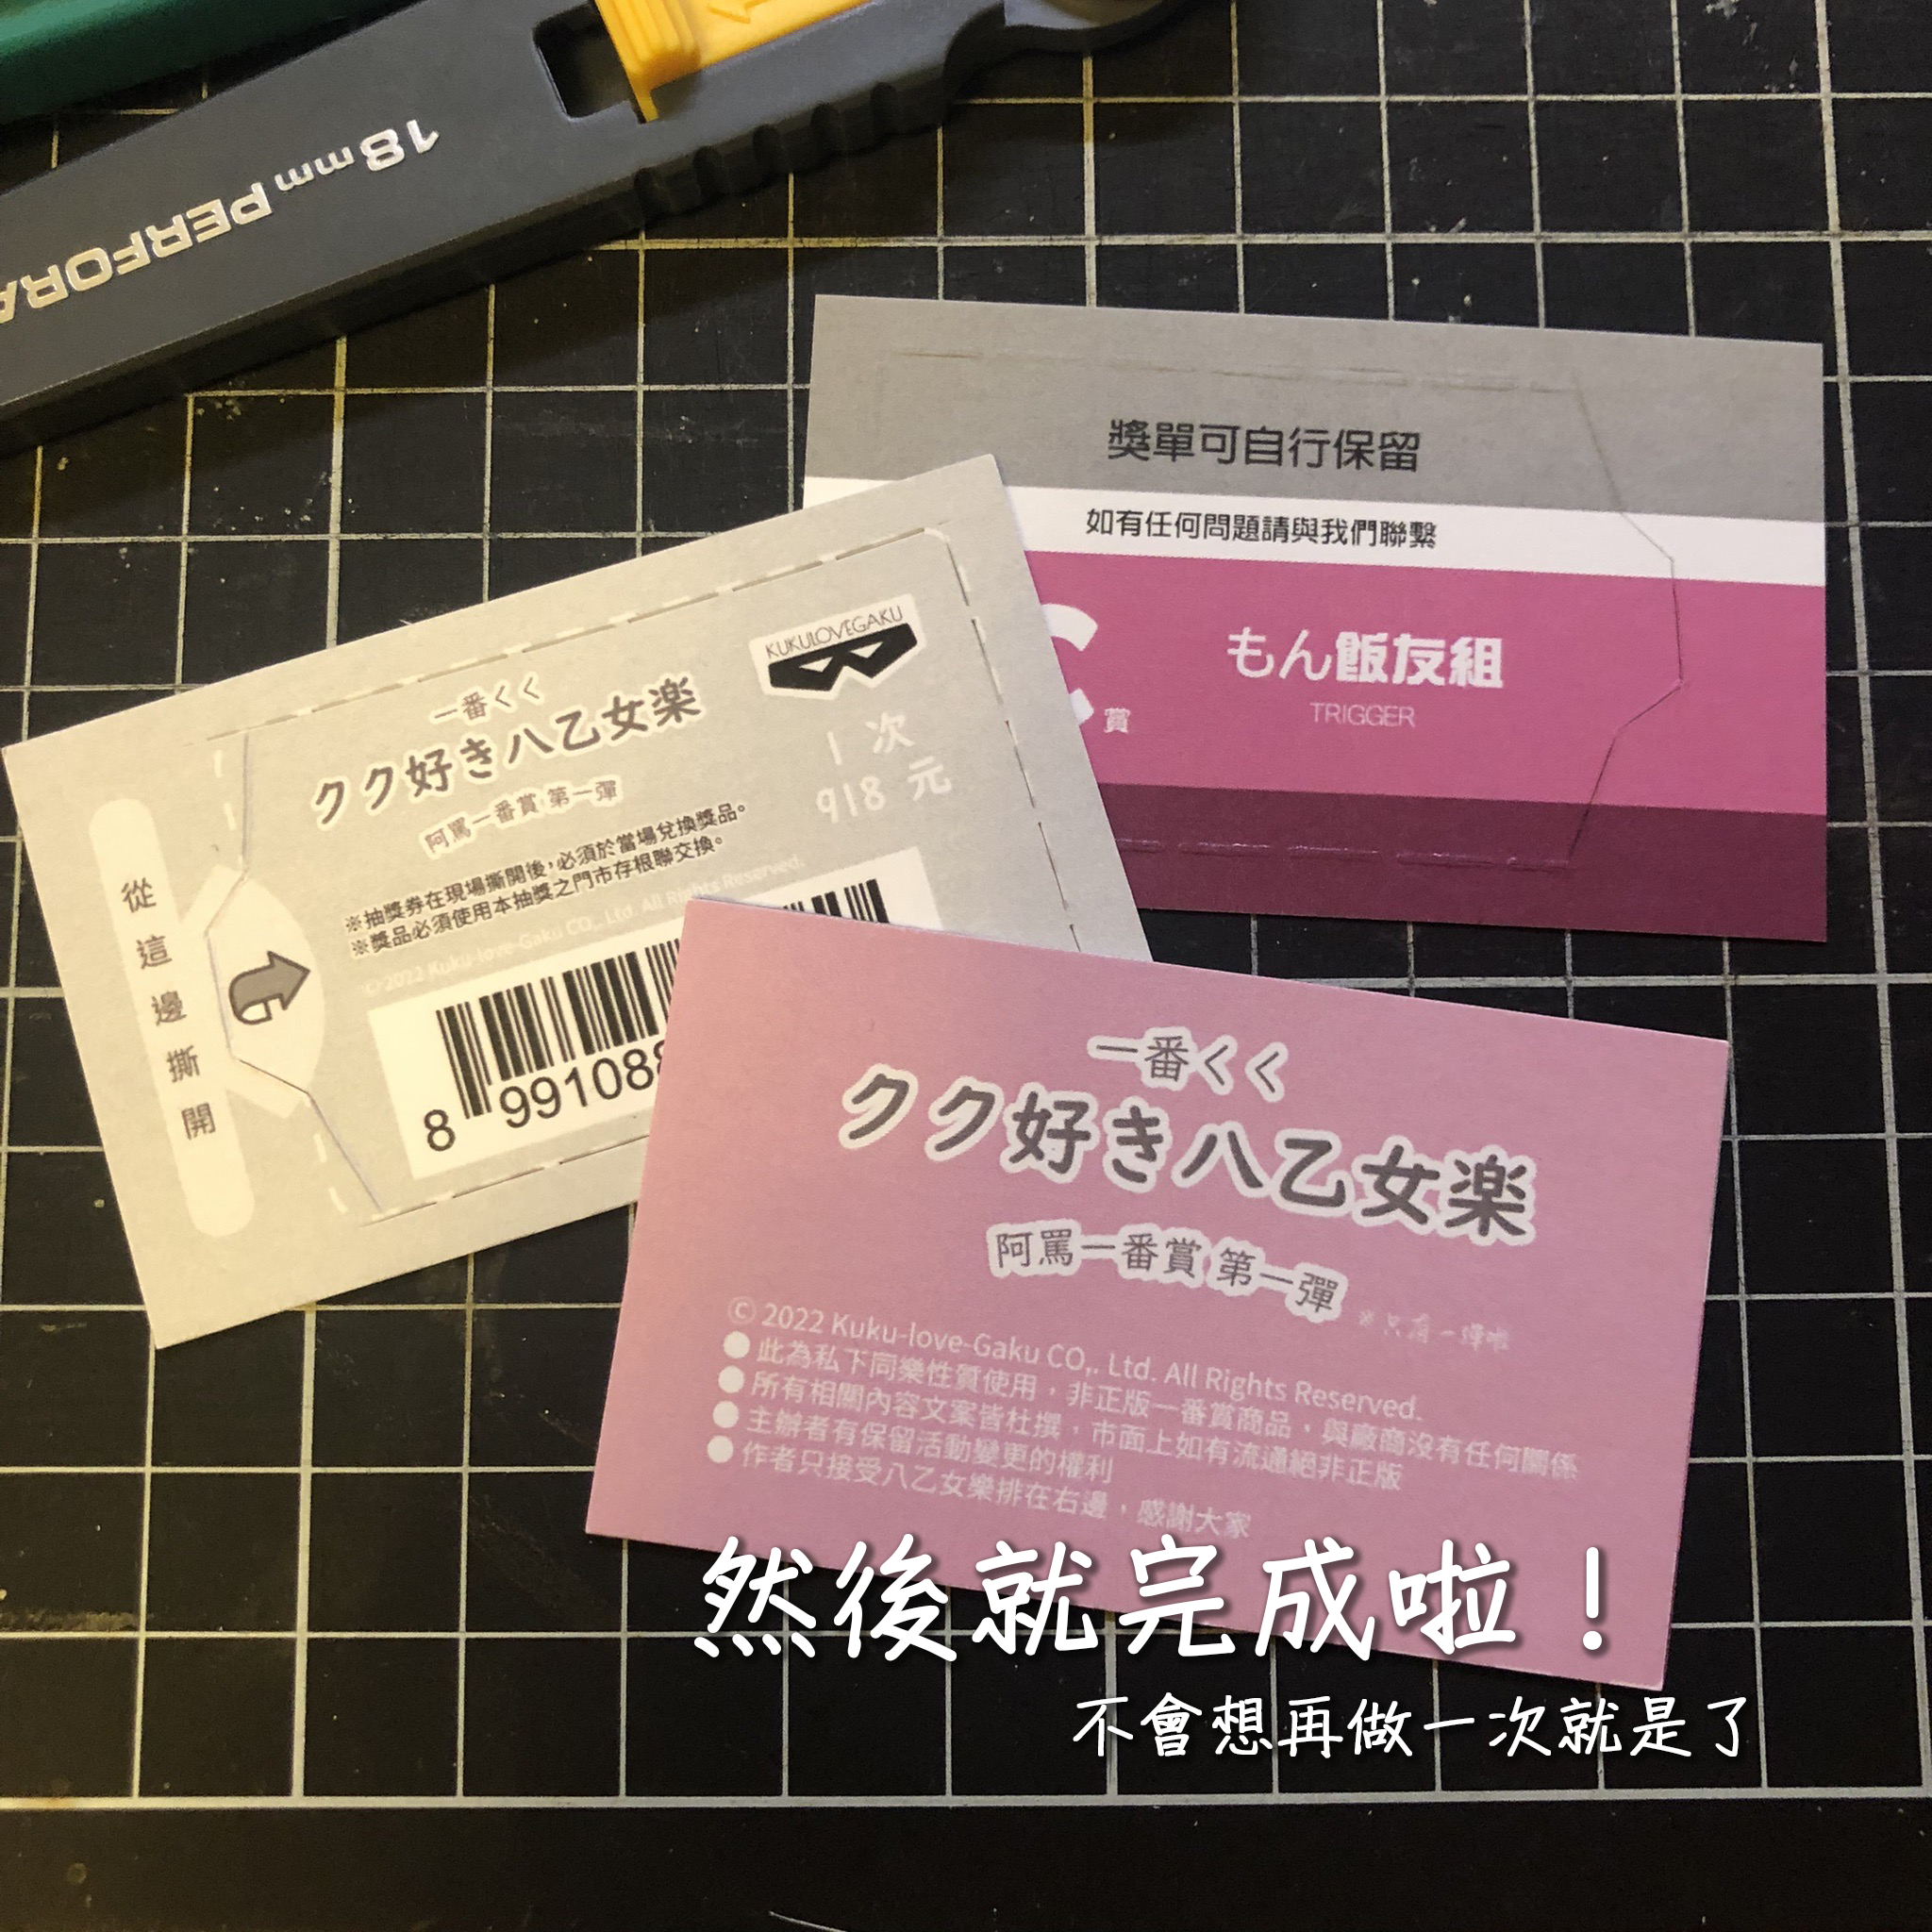 18mm PERFORA
獎單可自行保留
如有任何問題請與我們聯繫
C賞
もん飯友組
TRIGGER
KUKULOVEGAKU
一番くく
クク好き八乙女楽
阿罵一番賞 第一彈
1 次
918 元
※抽獎券在現場撕開後，必須於當場兌換獎品。
※獎品必須使用本抽獎之門市存根聯交換。
© 2022 Kuku-love-Gaku CO,. Ltd. All Rights Reserved.
從這邊撕開
8 991088
一番くく
クク好き八乙女楽
阿罵一番賞 第一彈
※只有一彈啦
© 2022 Kuku-love-Gaku CO,. Ltd. All Rights Reserved.
●此為私下同樂性質使用，非正版一番賞商品，與廠商沒有任何關係
●所有相關內容文案皆杜撰，市面上如有流通絕非正版
●主辦者有保留活動變更的權利
●作者只接受八乙女樂排在右邊，感謝大家
然後就完成啦！
不會想再做一次就是了